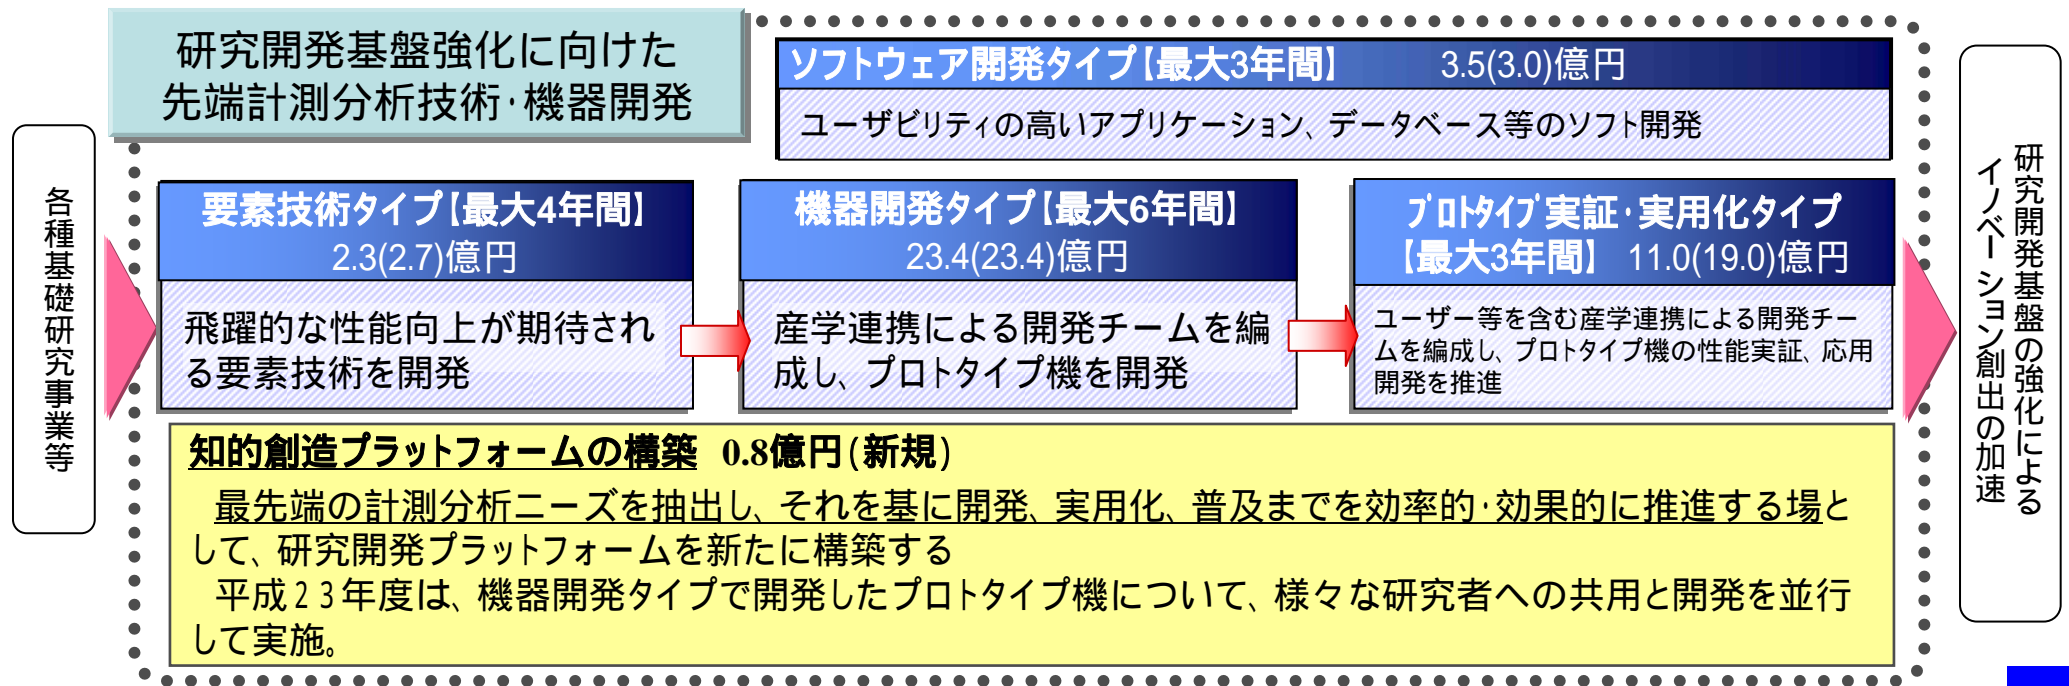 研究開発基盤強化に向けた
先端計測分析技術・機器開発
ソフトウェア開発タイプ【最大3年間】 3.5(3.0)億円
ユーザビリティの高いアプリケーション、データベース等のソフト開発
各種基礎研究事業等
要素技術タイプ【最大4年間】
2.3(2.7)億円
飛躍的な性能向上が期待され
る要素技術を開発
機器開発タイプ【最大6年間】
23.4(23.4)億円
産学連携による開発チームを編
成し、プロトタイプ機を開発
プロトタイプ実証・実用化タイプ
【最大3年間】 11.0(19.0)億円
ユーザー等を含む産学連携による開発チー
ムを編成し、プロトタイプ機の性能実証、応用
開発を推進
研究開発基盤の強化による
イノベーション創出の加速
知的創造プラットフォームの構築 0.8億円(新規)
最先端の計測分析ニーズを抽出し、それを基に開発、実用化、普及までを効率的・効果的に推進する場と
して、研究開発プラットフォームを新たに構築する
平成23年度は、機器開発タイプで開発したプロトタイプ機について、様々な研究者への共用と開発を並行
して実施。